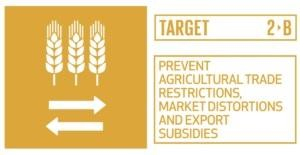 TARGET 2▸B
PREVENT
AGRICULTURAL TRADE
RESTRICTIONS,
MARKET DISTORTIONS
AND EXPORT
SUBSIDIES